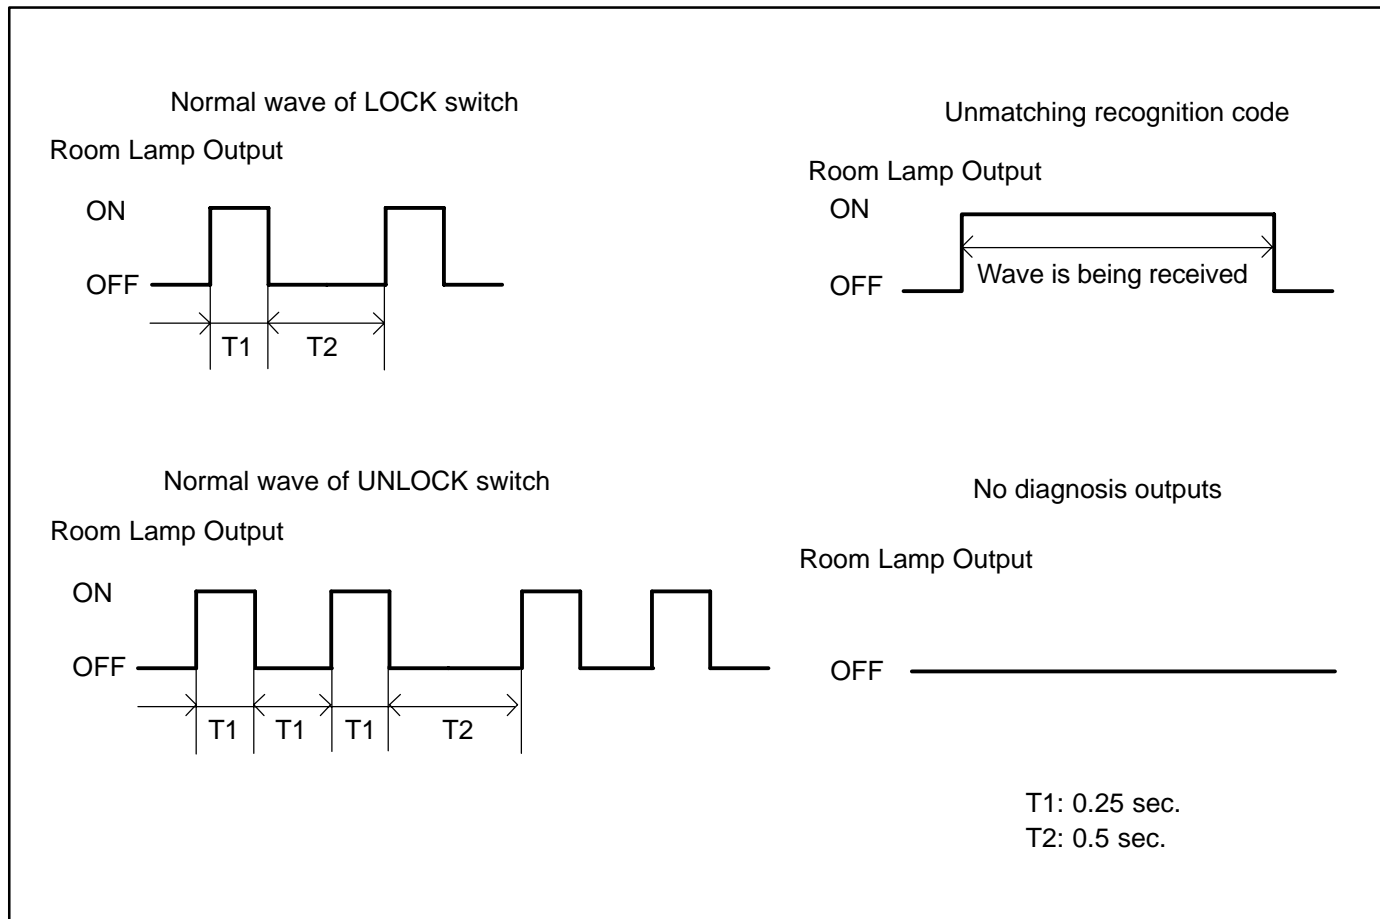 Normal wave of LOCK switch
Room Lamp Output
ON
OFF
T1
T2
Unmatching recognition code
Room Lamp Output
ON
OFF
Wave is being received
Normal wave of UNLOCK switch
Room Lamp Output
ON
OFF
T1
T1
T1
T2
No diagnosis outputs
Room Lamp Output
OFF
T1: 0.25 sec.
T2: 0.5 sec.